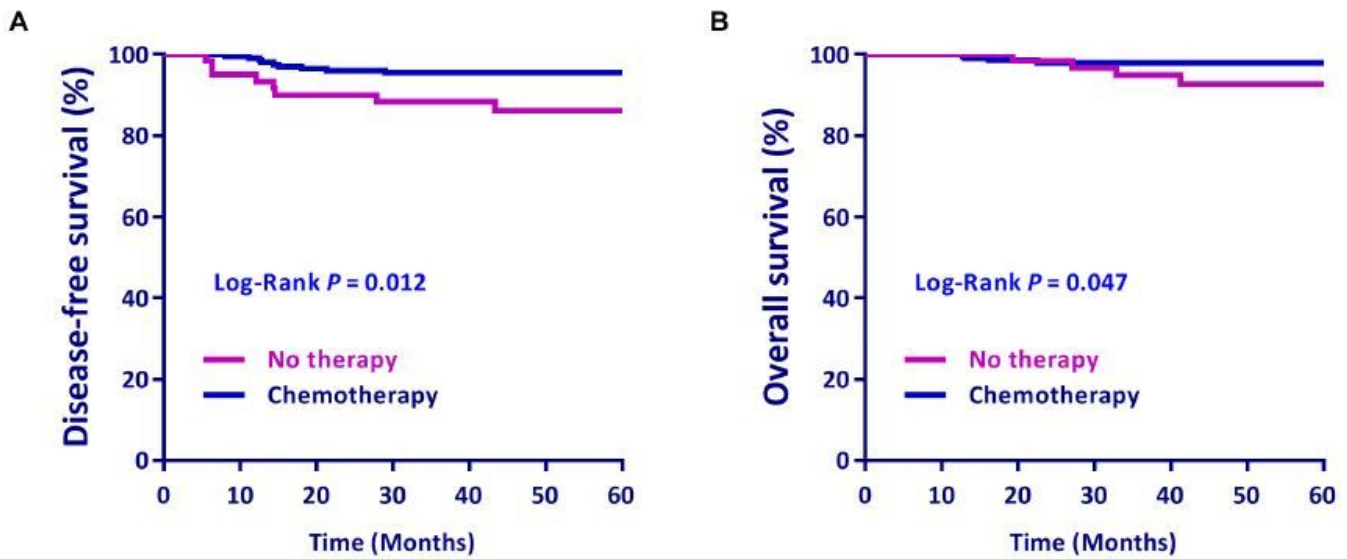 A
Disease-free survival (%)
100
80
60
40
20
0
Log-Rank P = 0.012
No therapy
Chemotherapy
0 10 20 30 40 50 60
Time (Months)
B
Overall survival (%)
100
80
60
40
20
0
Log-Rank P = 0.047
No therapy
Chemotherapy
0 10 20 30 40 50 60
Time (Months)